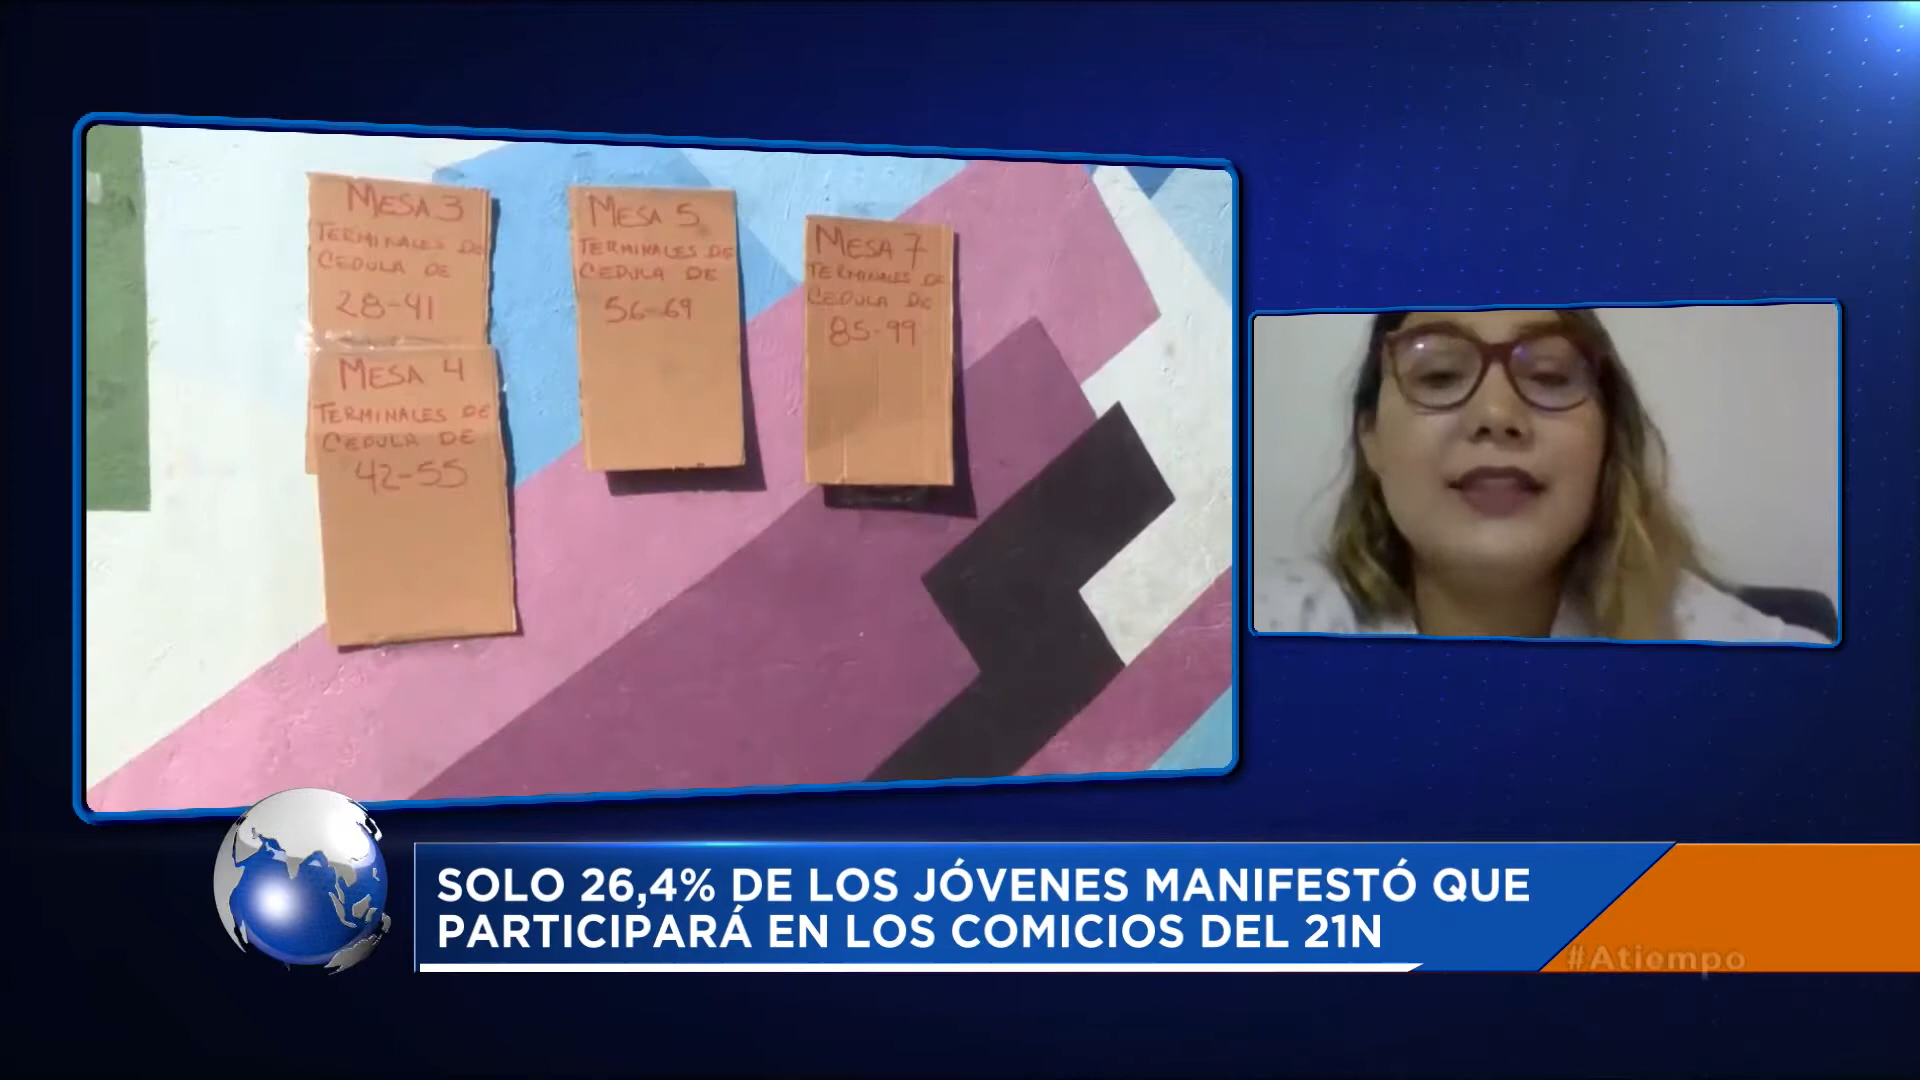 MESA 3
TERMINALES DE
CEDULA DE
28-41
MESA 4
TERMINALES DE
CEDULA DE
42-55
MESA 5
TERMINALES DE
CEDULA DE
56-69
MESA 7
TERMINALES DE
CEDULA DE
85-99
SOLO 26,4% DE LOS JÓVENES MANIFESTÓ QUE
PARTICIPARÁ EN LOS COMICIOS DEL 21N
#Atiempo